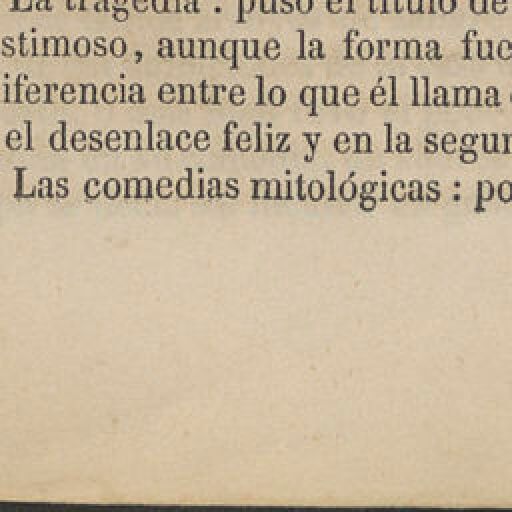 La tragedia : puso el título de
stimoso, aunque la forma fue
iferencia entre lo que él llama
el desenlace feliz y en la segun
Las comedias mitológicas : po